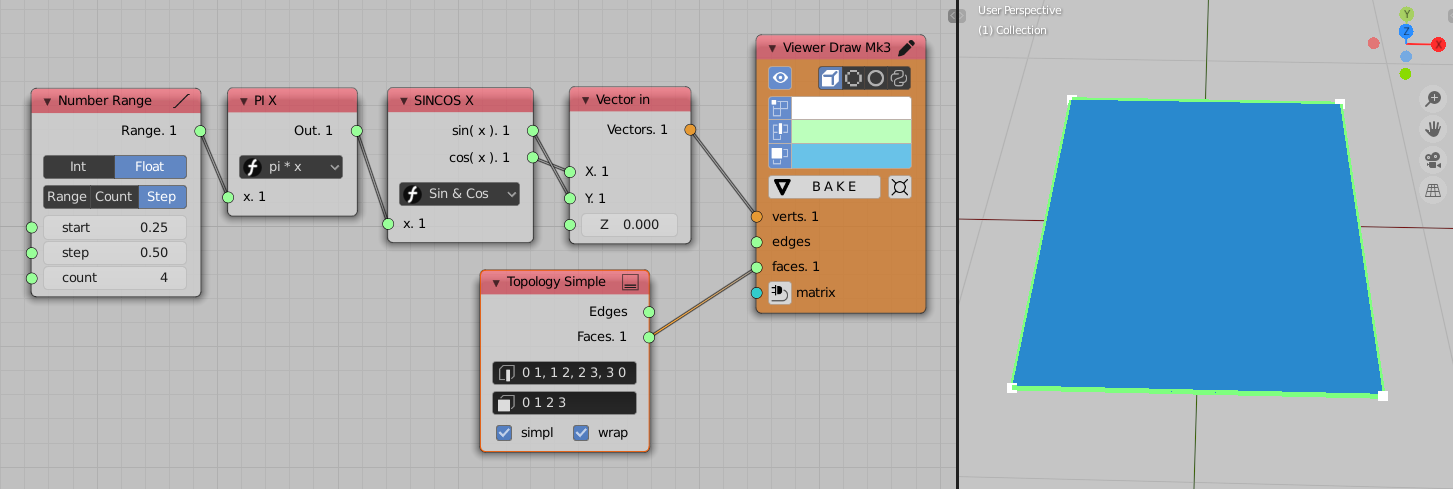 Number Range
Range. 1
Int Float
Range Count Step
start 0.25
step 0.50
count 4
PI X
Out. 1
pi * x
x. 1
SINCOS X
sin( x ). 1
cos( x ). 1
Sin & Cos
x. 1
Vector in
Vectors. 1
X. 1
Y. 1
Z 0.000
Topology Simple
Edges
Faces. 1
0 1, 1 2, 2 3, 3 0
0 1 2 3
simpl wrap
Viewer Draw Mk3
BAKE
verts. 1
edges
faces. 1
matrix
User Perspective
(1) Collection
Y
Z
X